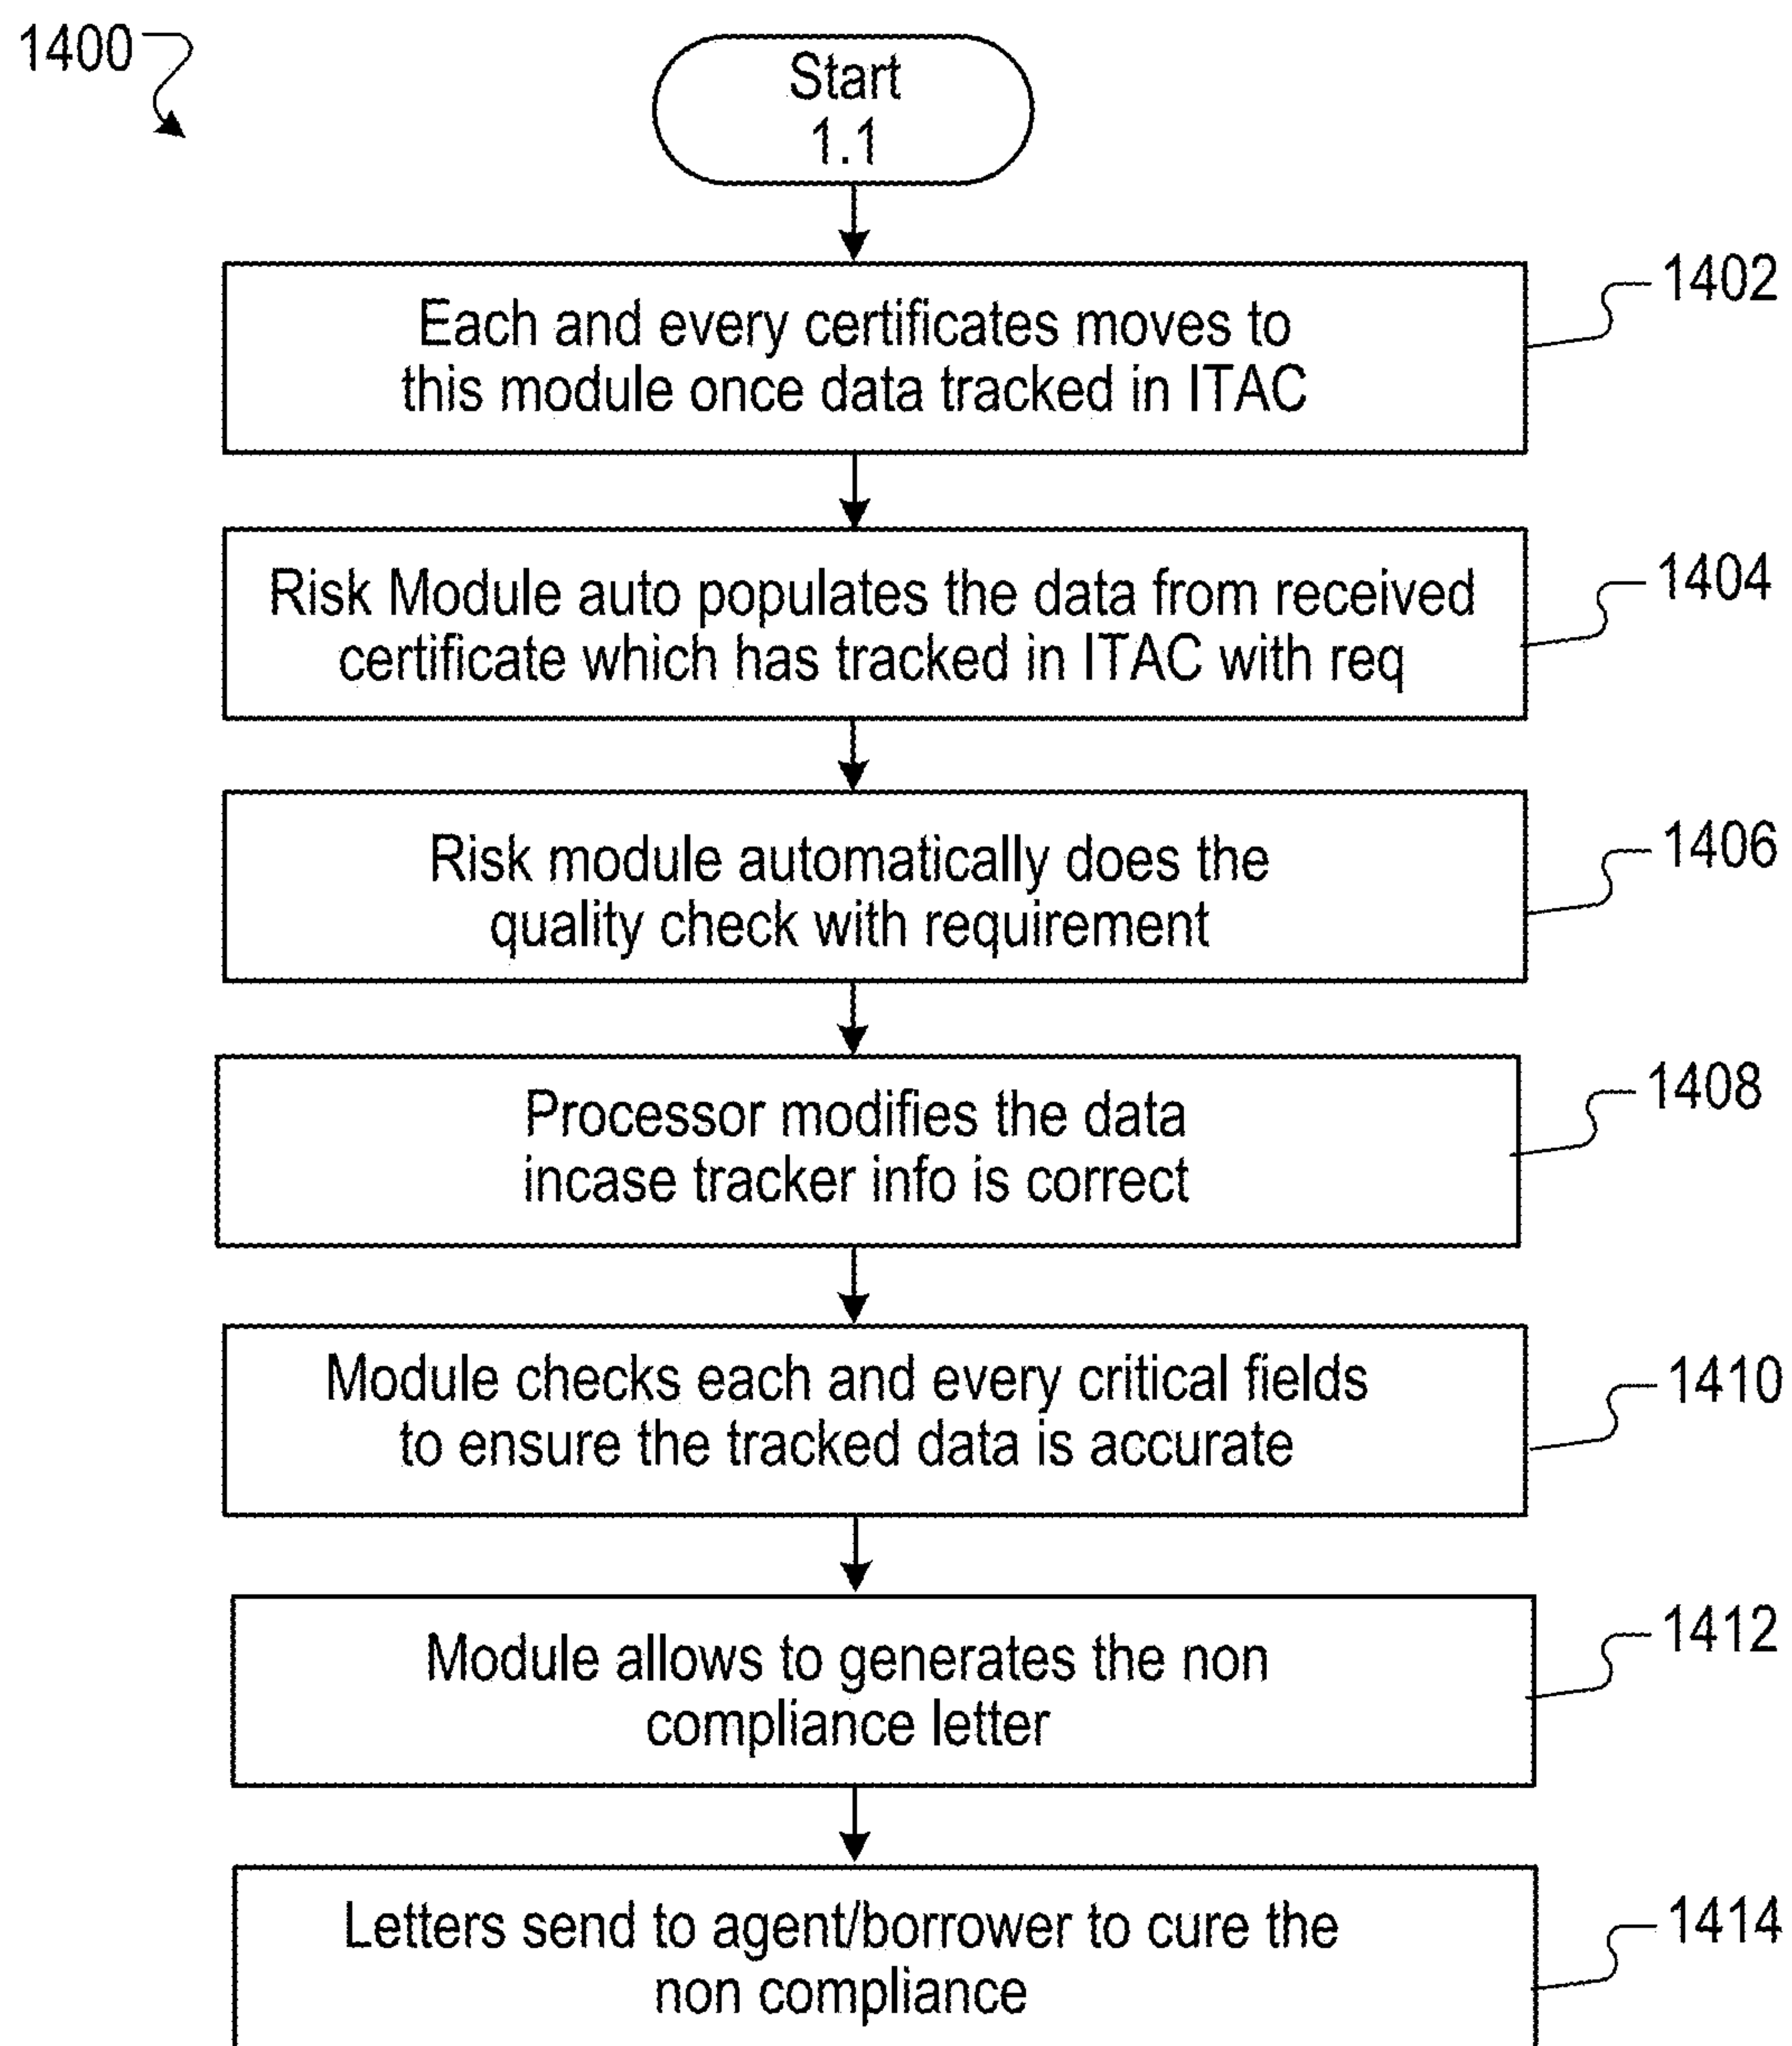 1400
Start
1.1
Each and every certificates moves to
this module once data tracked in ITAC
1402
Risk Module auto populates the data from received
certificate which has tracked in ITAC with req
1404
Risk module automatically does the
quality check with requirement
1406
Processor modifies the data
incase tracker info is correct
1408
Module checks each and every critical fields
to ensure the tracked data is accurate
1410
Module allows to generates the non
compliance letter
1412
Letters send to agent/borrower to cure the
non compliance
1414